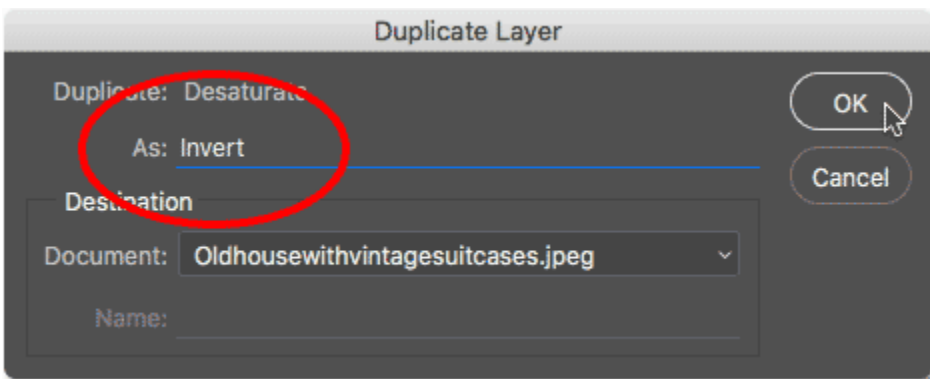 Duplicate Layer
Duplicate: Desaturate
OK
As: Invert
Cancel
Destination
Document: Oldhousewithvintagesuitcases.jpeg
Name: